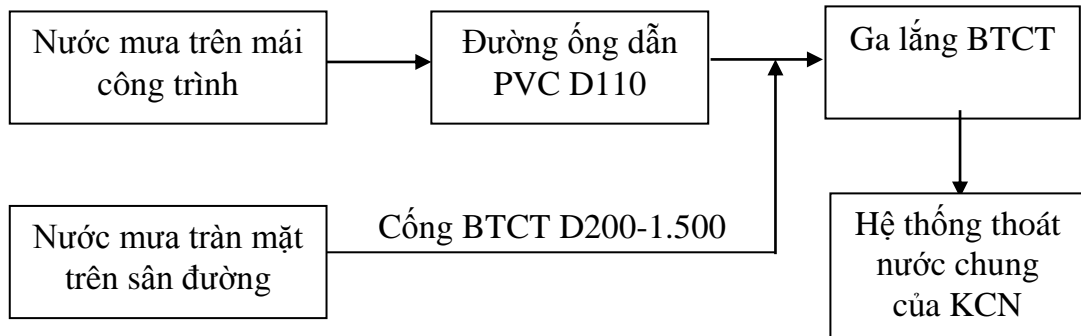 Nước mưa trên mái
công trình
Đường ống dẫn
PVC D110
Ga lắng BTCT
Nước mưa tràn mặt
trên sân đường
Cống BTCT D200-1.500
Hệ thống thoát
nước chung
của KCN